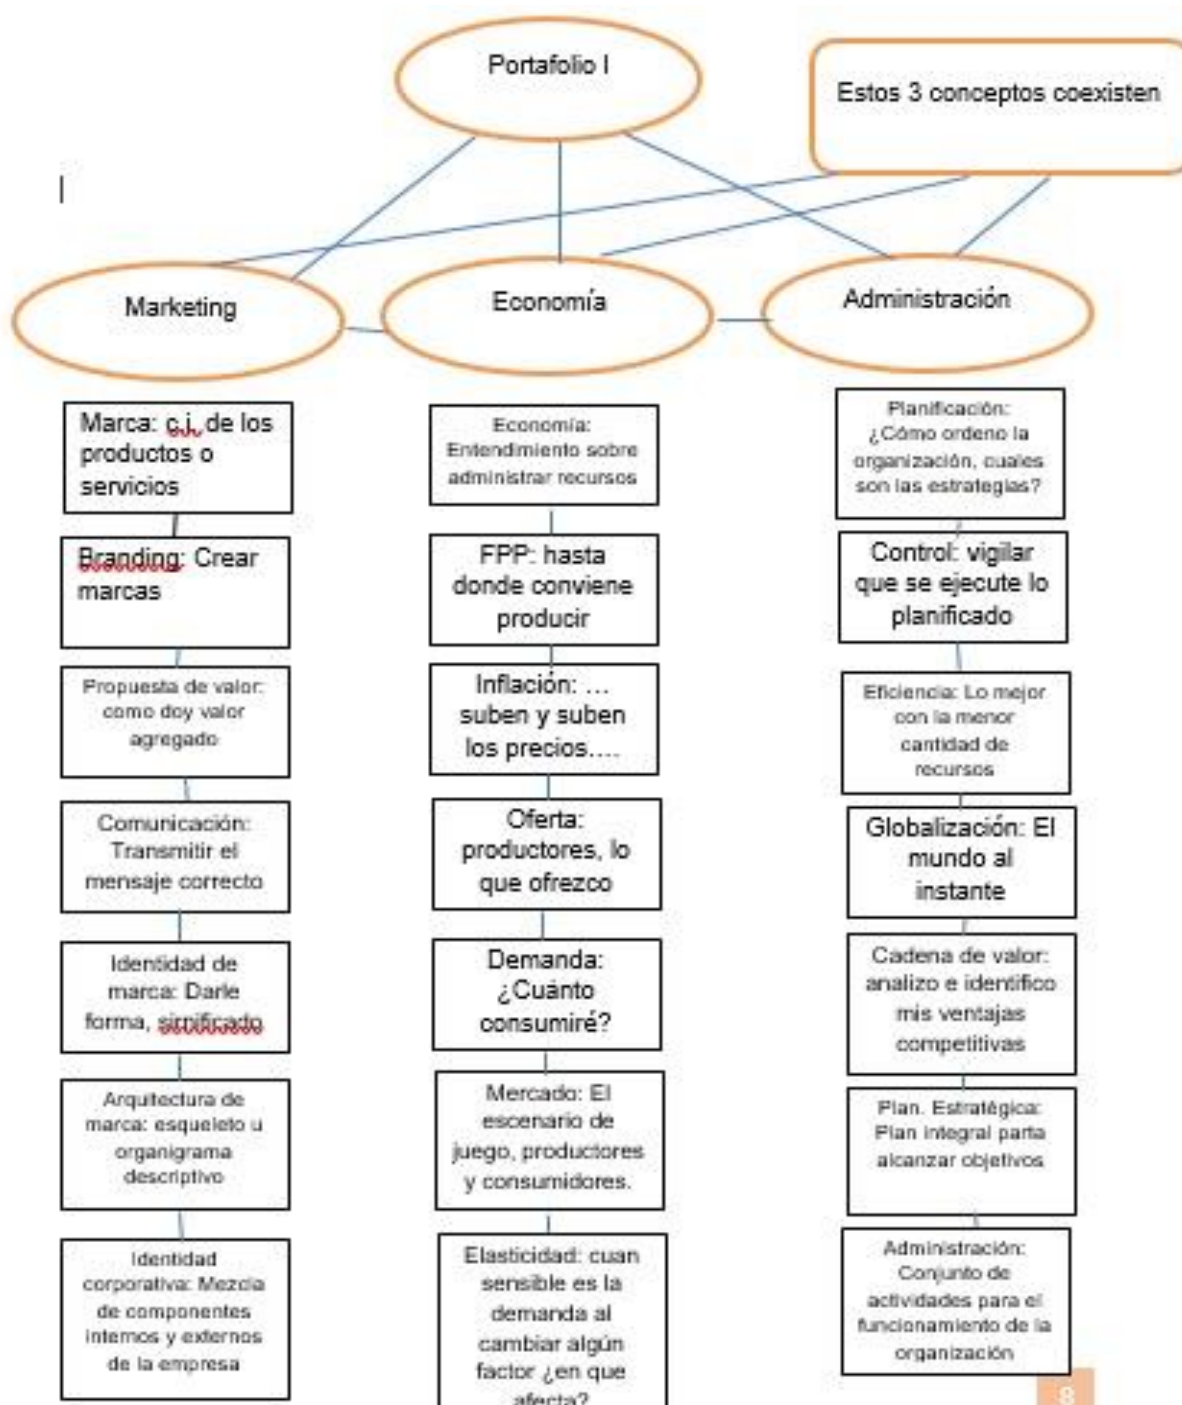 Portafolio I
Estos 3 conceptos coexisten
Marketing
Economía
Administración
Marca: c.i. de los
productos o
servicios
Branding: Crear
marcas
Propuesta de valor:
como doy valor
agregado
Comunicación:
Transmitir el
mensaje correcto
Identidad de
marca: Darle
forma, sirnificado
Arquitectura de
marca: esqueleto u
organigrama
descriptivo
Identidad
corporativa: Mezcla
de componentes
internos y externos
de la empresa
Economía:
Entendimiento sobre
administrar recursos
FPP: hasta
donde conviene
producir
Inflación: ...
suben y suben
los precios....
Oferta:
productores, lo
que ofrezco
Demanda:
¿Cuánto
consumiré?
Mercado: El
escenario de
juego, productores
y consumidores.
Elasticidad: cuan
sensible es la
demanda al
cambiar algún
factor ¿en que
afecta?
Planificación:
¿Cómo ordeno la
organización, cuales
son las estrategias?
Control: vigilar
que se ejecute lo
planificado
Eficiencia: Lo mejor
con la menor
cantidad de
recursos
Globalización: El
mundo al
instante
Cadena de valor:
analizo e identifico
mis ventajas
competitivas
Plan. Estratégica:
Plan integral parta
alcanzar objetivos
Administración:
Conjunto de
actividades para el
funcionamiento de la
organización
8